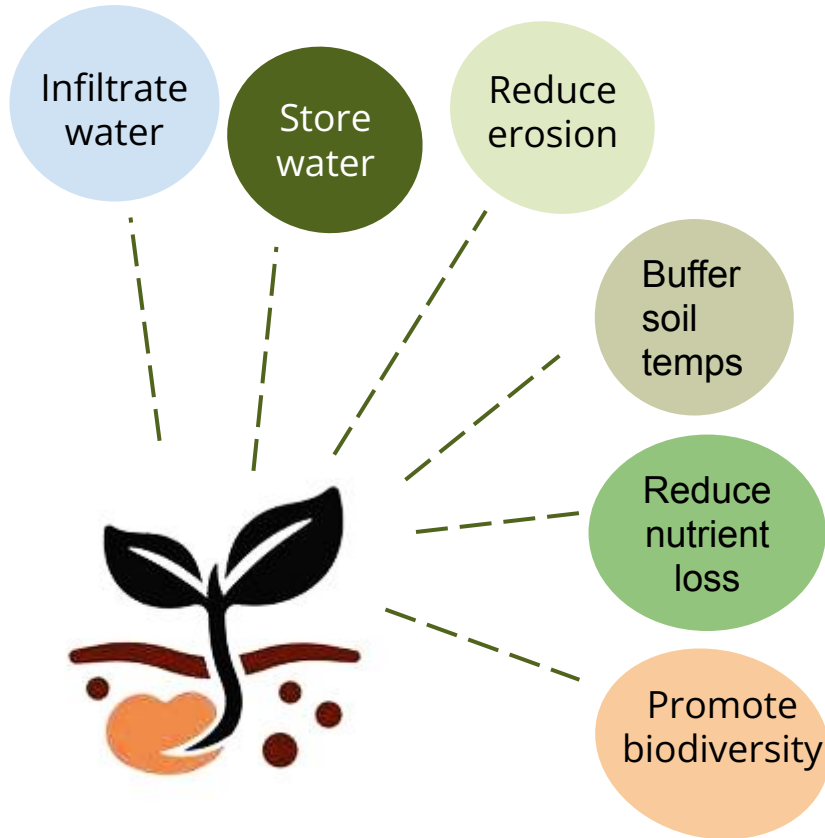 Infiltrate
water
Store
water
Reduce
erosion
Buffer
soil
temps
Reduce
nutrient
loss
Promote
biodiversity